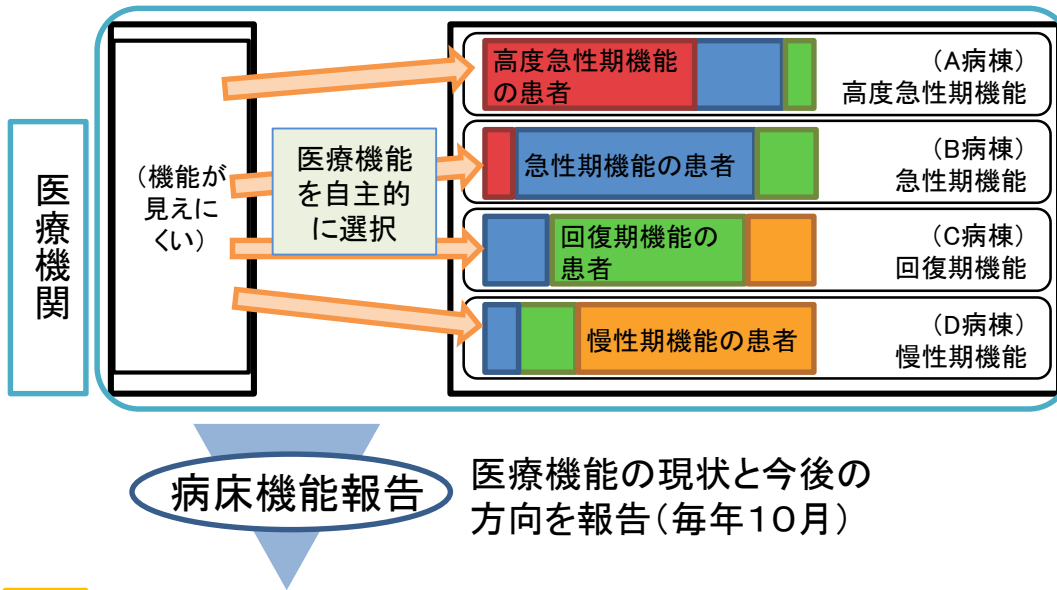 医療機関
(機能が
見えに
くい)
医療機能
を自主的
に選択
高度急性期機能
の患者
(A病棟)
高度急性期機能
急性期機能の患者
(B病棟)
急性期機能
回復期機能の
患者
(C病棟)
回復期機能
慢性期機能の患者
(D病棟)
慢性期機能
病床機能報告
医療機能の現状と今後の
方向を報告(毎年10月)